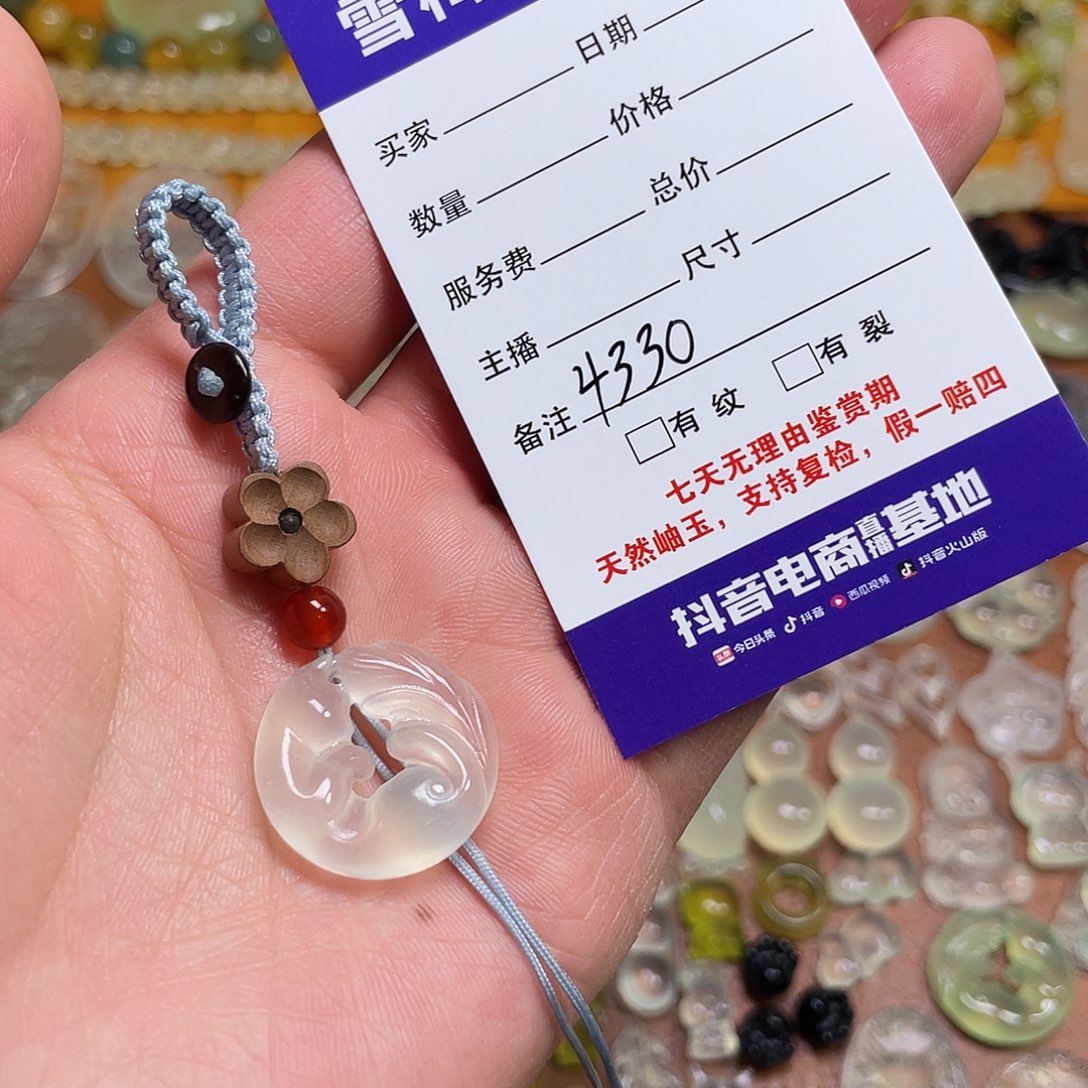 买家 日期
数量 价格
服务费 总价
主播 尺寸
备注 4330
有纹 有裂
七天无理由鉴赏期
天然岫玉，支持复检，假一赔四
抖音电商直播基地
头条 今日头条 抖音 西瓜视频 抖音火山版